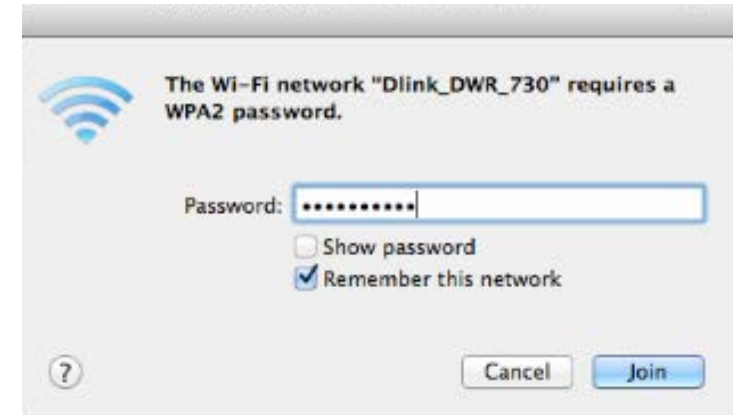 The Wi-Fi network "Dlink_DWR_730" requires a
WPA2 password.
Password: ••••••••••
Show password
Remember this network
? Cancel Join